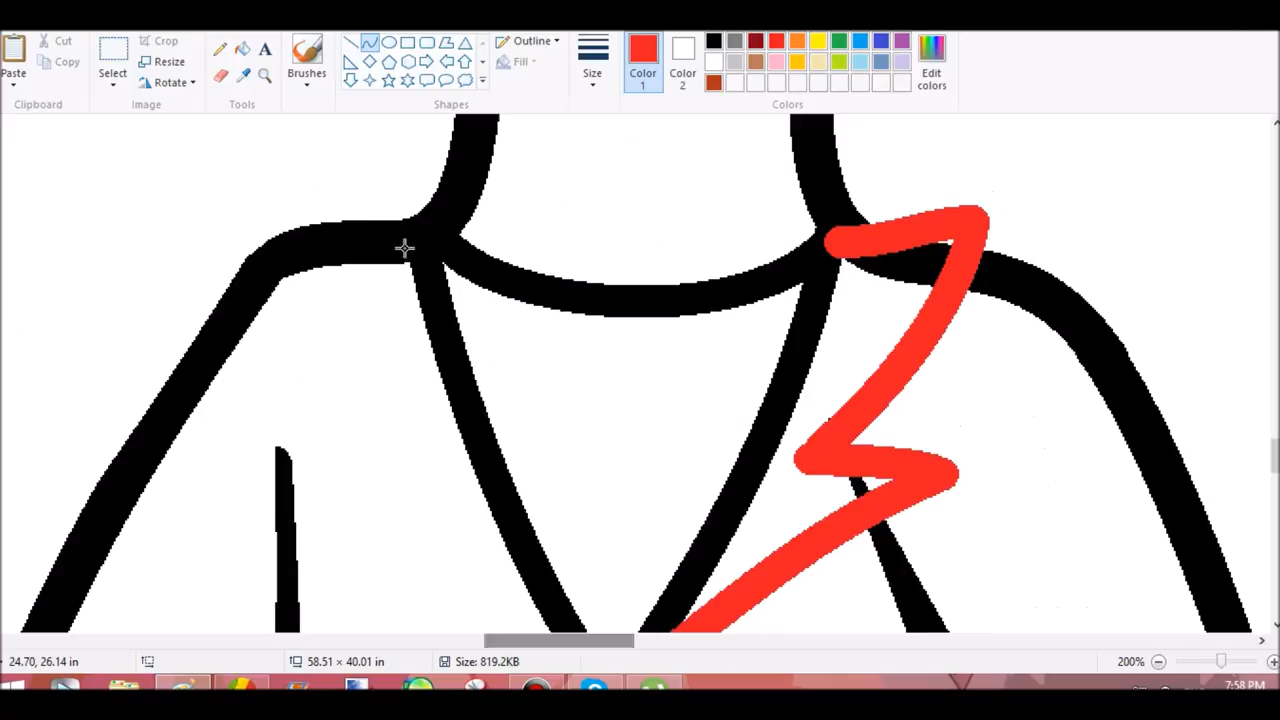 Cut
Crop
Outline
Copy
Resize
Fill
Paste
Select
Rotate
Brushes
Size
Color 1
Color 2
Edit colors
Clipboard
Image
Tools
Shapes
Colors
24.70, 26.14 in
58.51 × 40.01 in
Size: 819.2KB
200%
7:58 PM